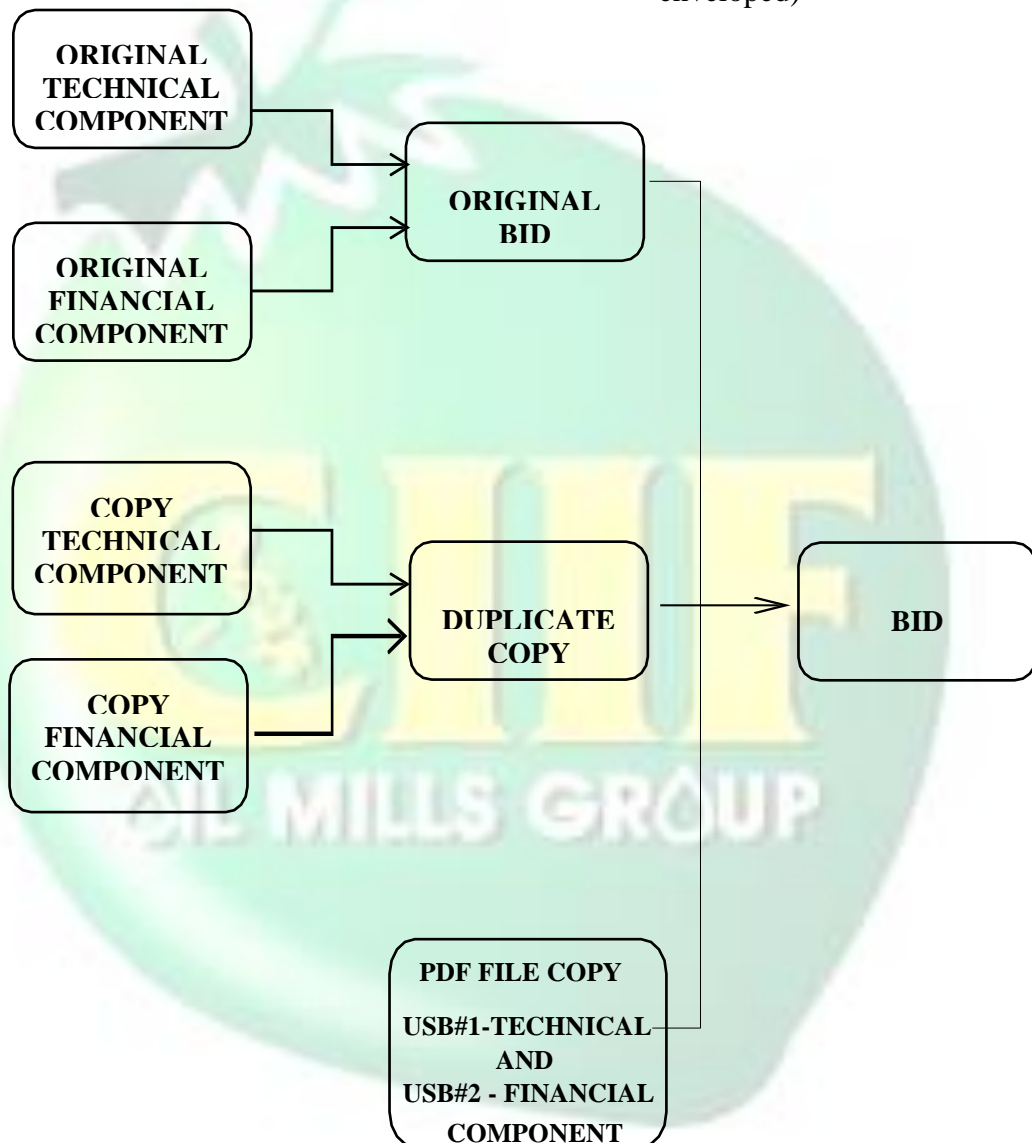 enveloped)
ORIGINAL
TECHNICAL
COMPONENT
ORIGINAL
BID
ORIGINAL
FINANCIAL
COMPONENT
COPY
TECHNICAL
COMPONENT
DUPLICATE
COPY
BID
COPY
FINANCIAL
COMPONENT
CIIF
OIL MILLS GROUP
PDF FILE COPY
USB#1-TECHNICAL
AND
USB#2 - FINANCIAL
COMPONENT